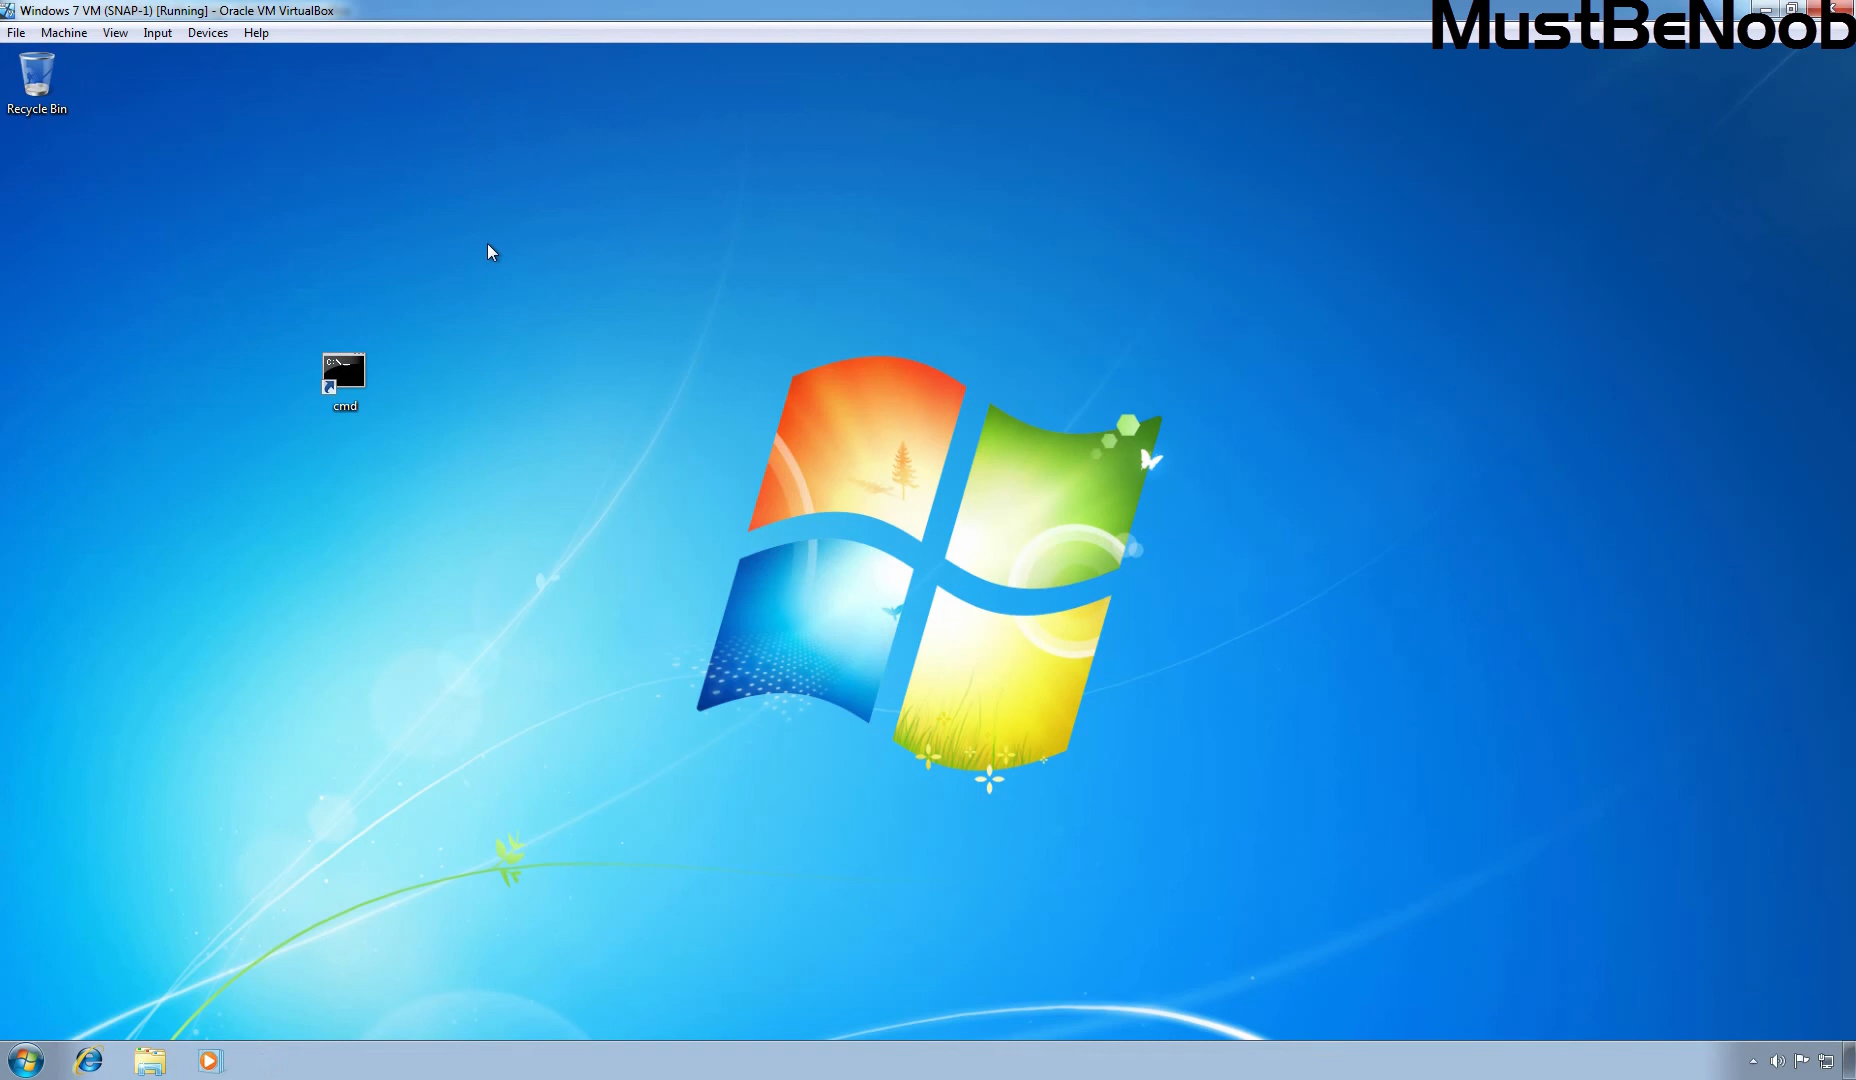 Windows 7 VM (SNAP-1) [Running] - Oracle VM VirtualBox
MustBeNoob
File Machine View Input Devices Help
Recycle Bin
C:\_
cmd